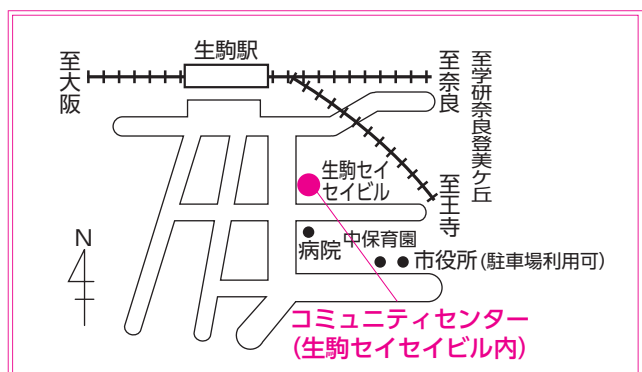 生駒駅
至大阪
至奈良
至学研奈良登美ケ丘
至王寺
生駒セイ
セイビル
N
病院
中保育園
市役所(駐車場利用可)
コミュニティセンター
(生駒セイセイビル内)